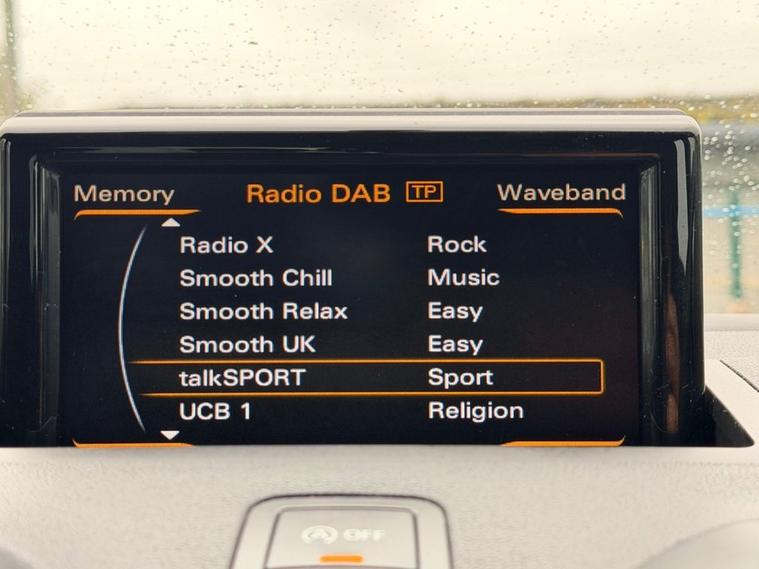 Memory Radio DAB TP Waveband
Radio X Rock
Smooth Chill Music
Smooth Relax Easy
Smooth UK Easy
talkSPORT Sport
UCB 1 Religion
A OFF